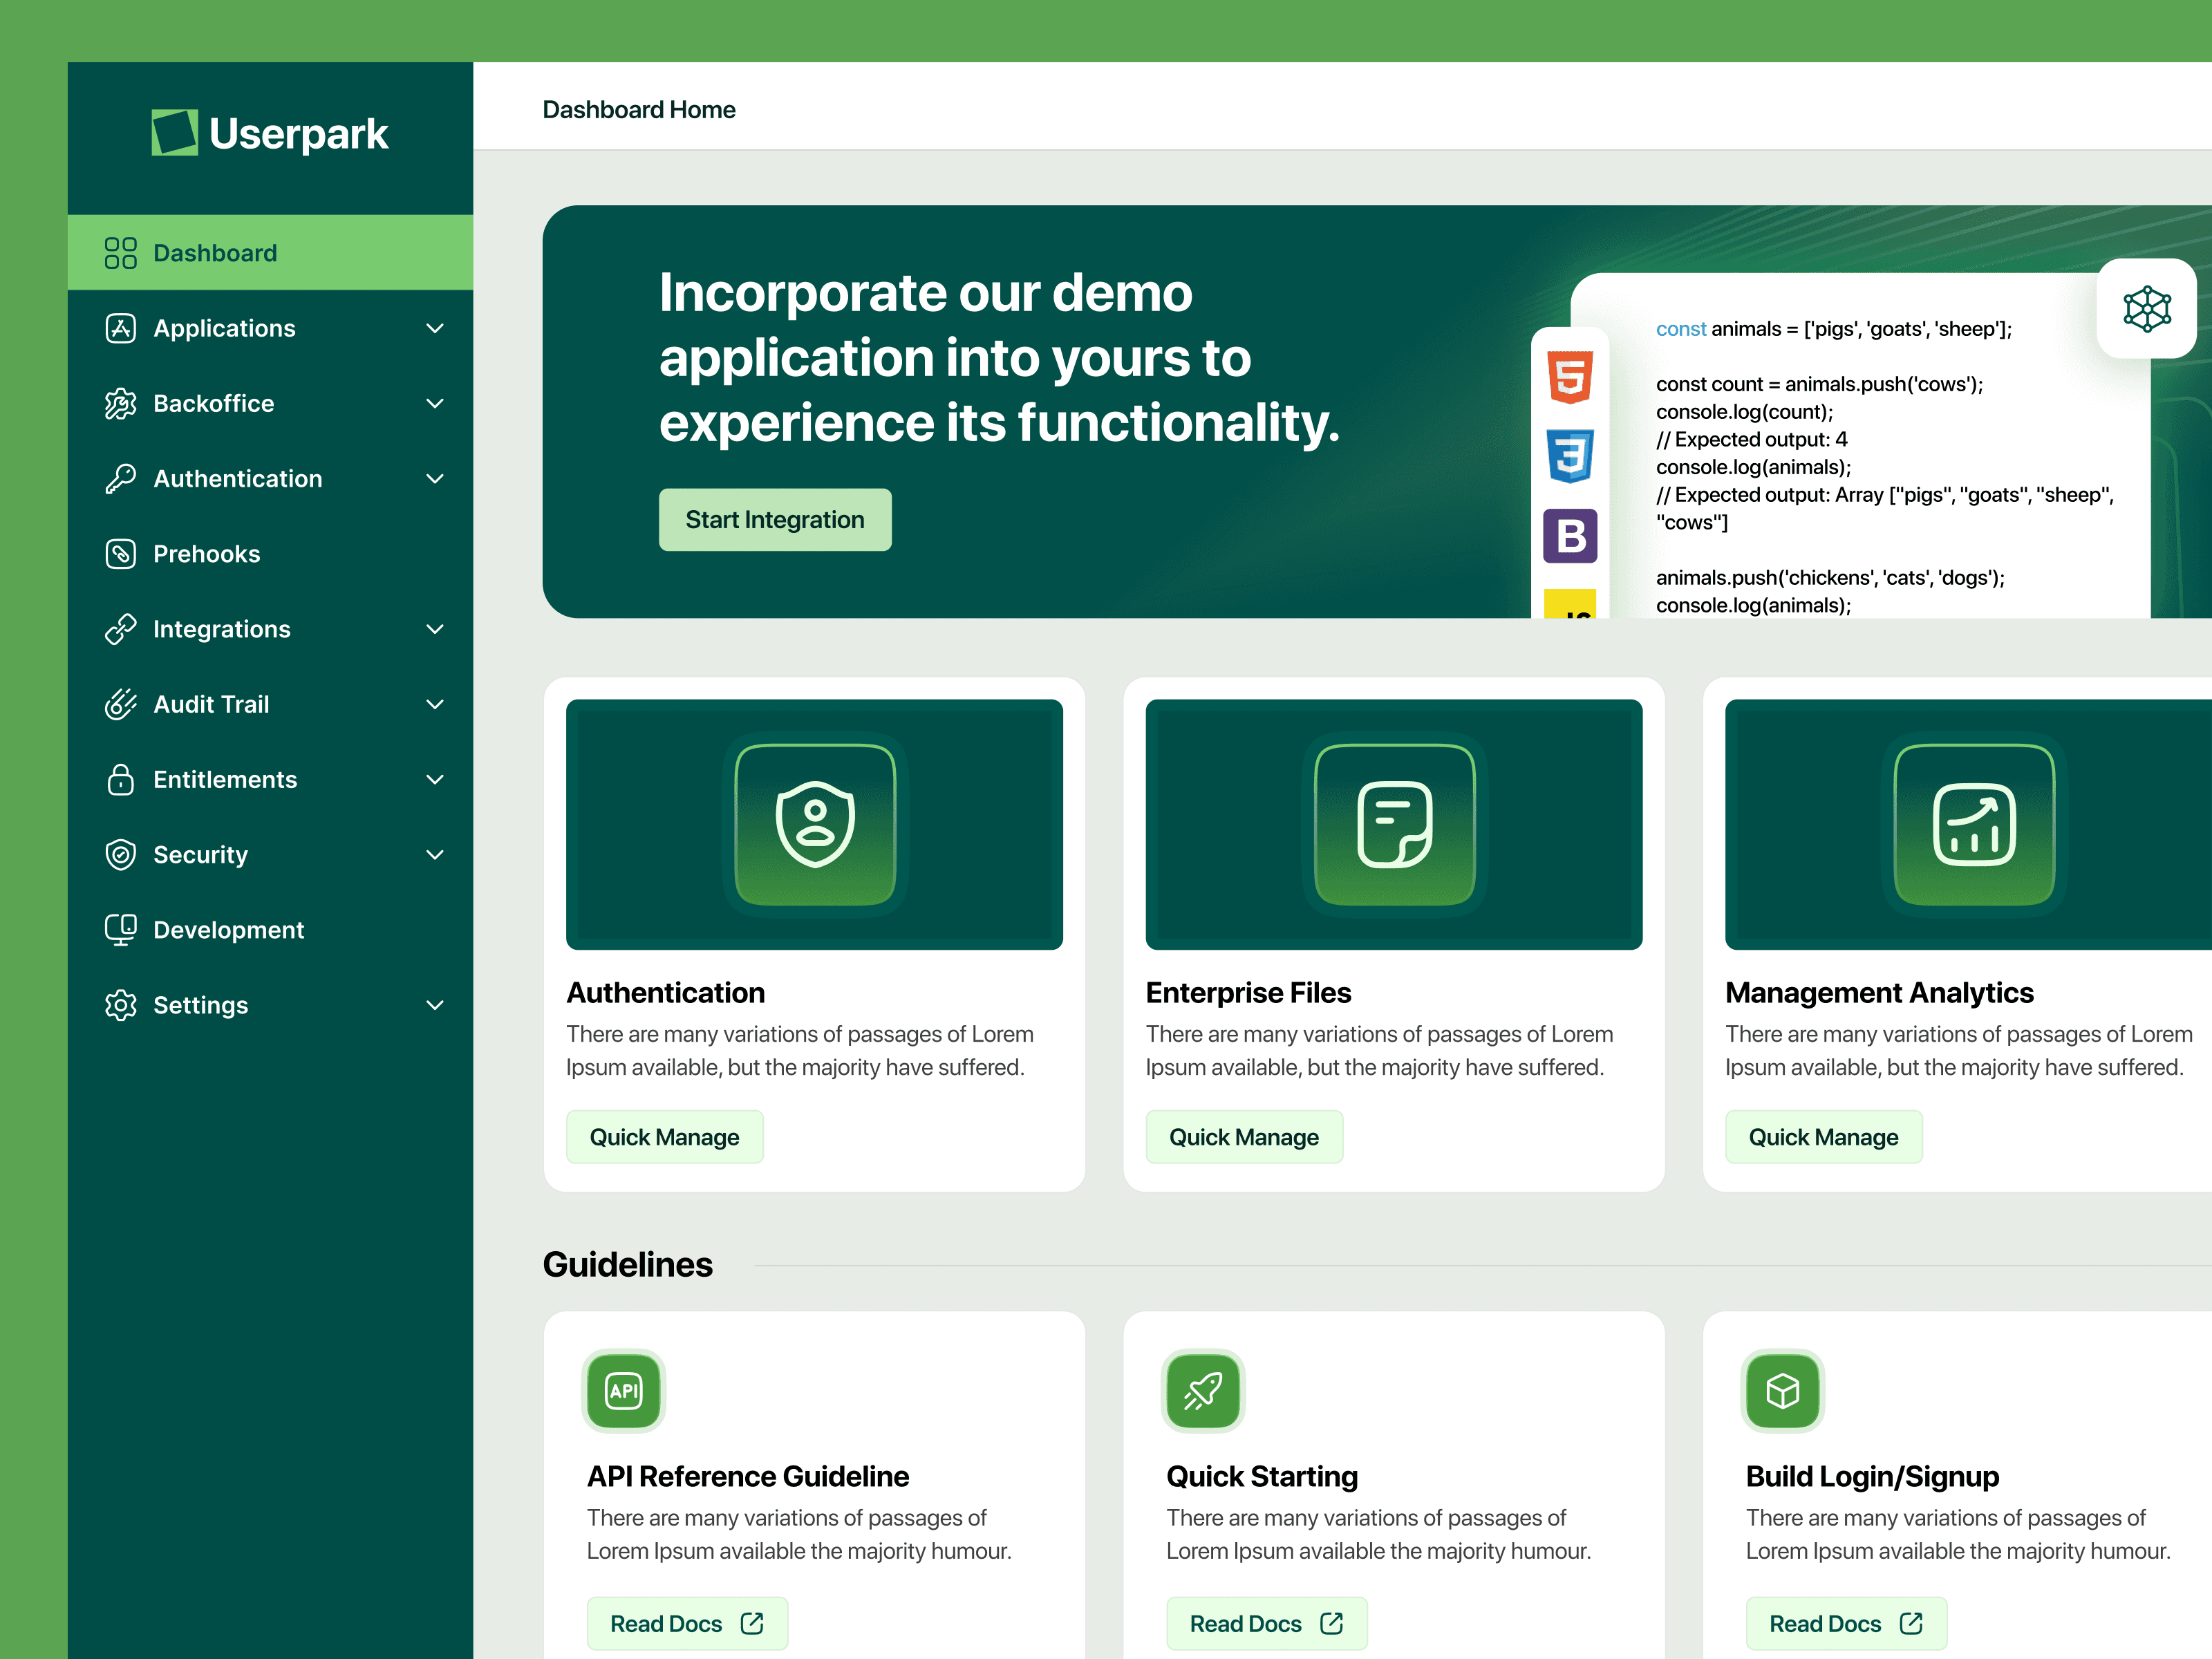 Userpark
Dashboard
Applications
Backoffice
Authentication
Prehooks
Integrations
Audit Trail
Entitlements
Security
Development
Settings
Dashboard Home
Incorporate our demo
application into yours to
experience its functionality.
Start Integration
B
const animals = ['pigs', 'goats', 'sheep'];
const count = animals.push('cows');
console.log(count);
// Expected output: 4
console.log(animals);
// Expected output: Array ["pigs", "goats", "sheep",
"cows"]
animals.push('chickens', 'cats', 'dogs');
console.log(animals);
Authentication
There are many variations of passages of Lorem
Ipsum available, but the majority have suffered.
Quick Manage
Enterprise Files
There are many variations of passages of Lorem
Ipsum available, but the majority have suffered.
Quick Manage
Management Analytics
There are many variations of passages of Lorem
Ipsum available, but the majority have suffered.
Quick Manage
Guidelines
API
API Reference Guideline
There are many variations of passages of
Lorem Ipsum available the majority humour.
Read Docs
Quick Starting
There are many variations of passages of
Lorem Ipsum available the majority humour.
Read Docs
Build Login/Signup
There are many variations of passages of
Lorem Ipsum available the majority humour.
Read Docs